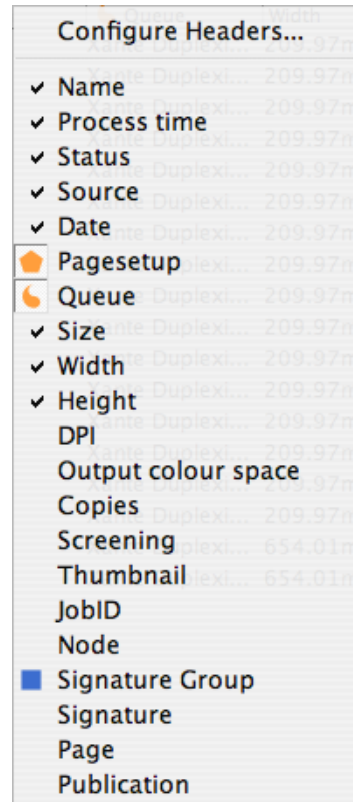 Configure Headers...
Name
Process time
Status
Source
Date
Pagesetup
Queue
Size
Width
Height
DPI
Output colour space
Copies
Screening
Thumbnail
JobID
Node
Signature Group
Signature
Page
Publication